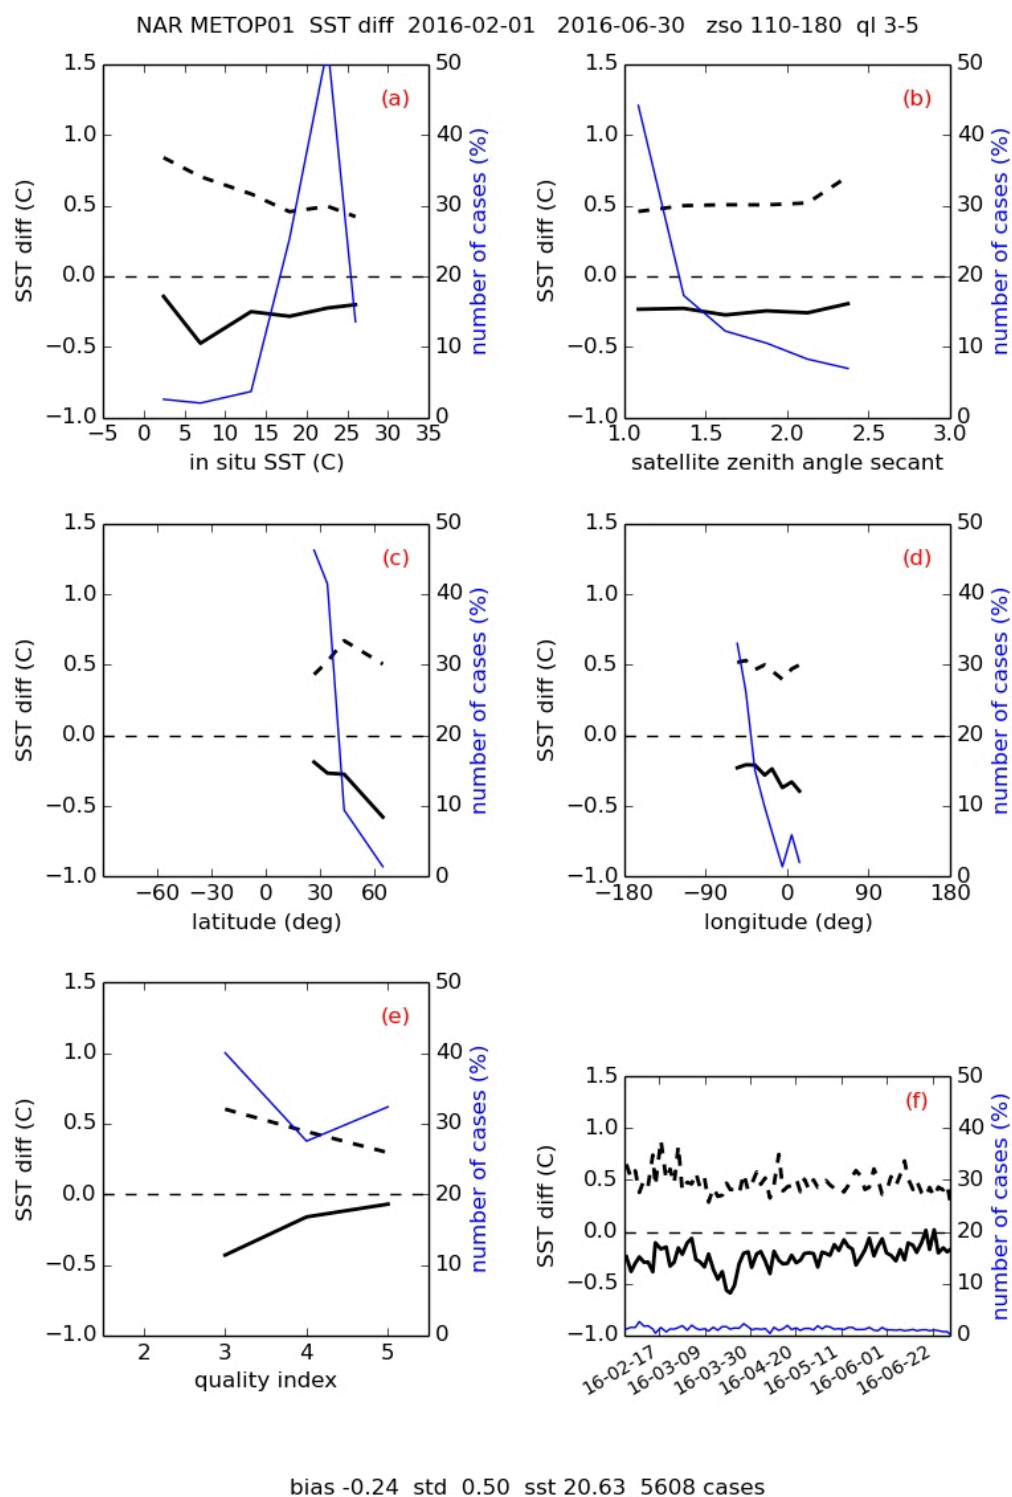 NAR METOP01 SST diff 2016-02-01 2016-06-30 zso 110-180 ql 3-5
(a)
SST diff (C)
number of cases (%)
1.5
1.0
0.5
0.0
−0.5
−1.0
50
40
30
20
10
0
−5 0 5 10 15 20 25 30 35
in situ SST (C)
(b)
SST diff (C)
number of cases (%)
1.5
1.0
0.5
0.0
−0.5
−1.0
50
40
30
20
10
0
1.0 1.5 2.0 2.5 3.0
satellite zenith angle secant
(c)
SST diff (C)
number of cases (%)
1.5
1.0
0.5
0.0
−0.5
−1.0
50
40
30
20
10
0
−60 −30 0 30 60
latitude (deg)
(d)
SST diff (C)
number of cases (%)
1.5
1.0
0.5
0.0
−0.5
−1.0
50
40
30
20
10
0
−180 −90 0 90 180
longitude (deg)
(e)
SST diff (C)
number of cases (%)
1.5
1.0
0.5
0.0
−0.5
−1.0
50
40
30
20
10
0
2 3 4 5
quality index
(f)
SST diff (C)
number of cases (%)
1.5
1.0
0.5
0.0
−0.5
−1.0
50
40
30
20
10
0
16-02-17 16-03-09 16-03-30 16-04-20 16-05-11 16-06-01 16-06-22
bias -0.24 std 0.50 sst 20.63 5608 cases